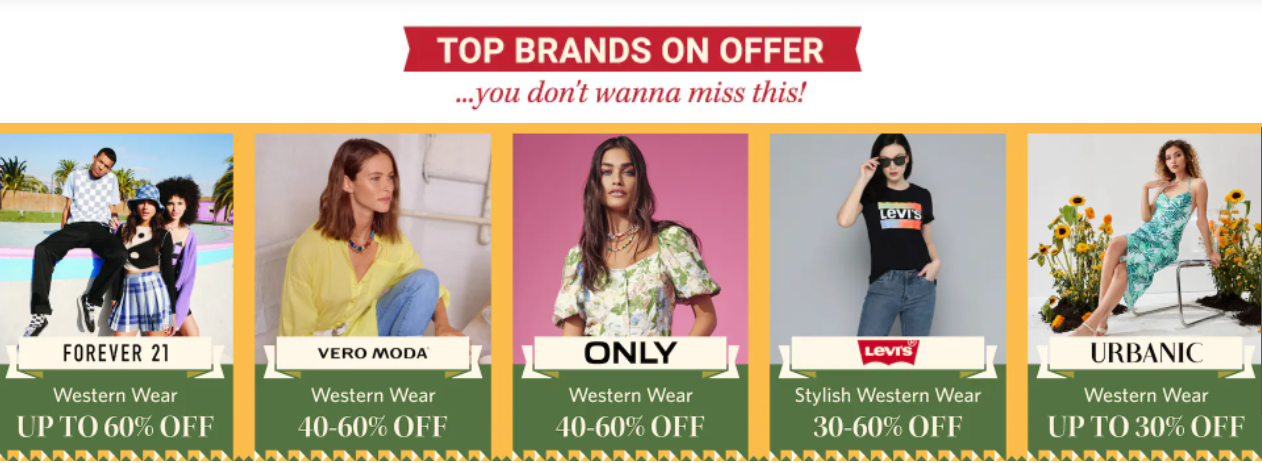 TOP BRANDS ON OFFER
...you don't wanna miss this!
LEVI'S
FOREVER 21
VERO MODA
ONLY
LEVI'S
URBANIC
Western Wear
Western Wear
Western Wear
Stylish Western Wear
Western Wear
UP TO 60% OFF
40-60% OFF
40-60% OFF
30-60% OFF
UP TO 30% OFF